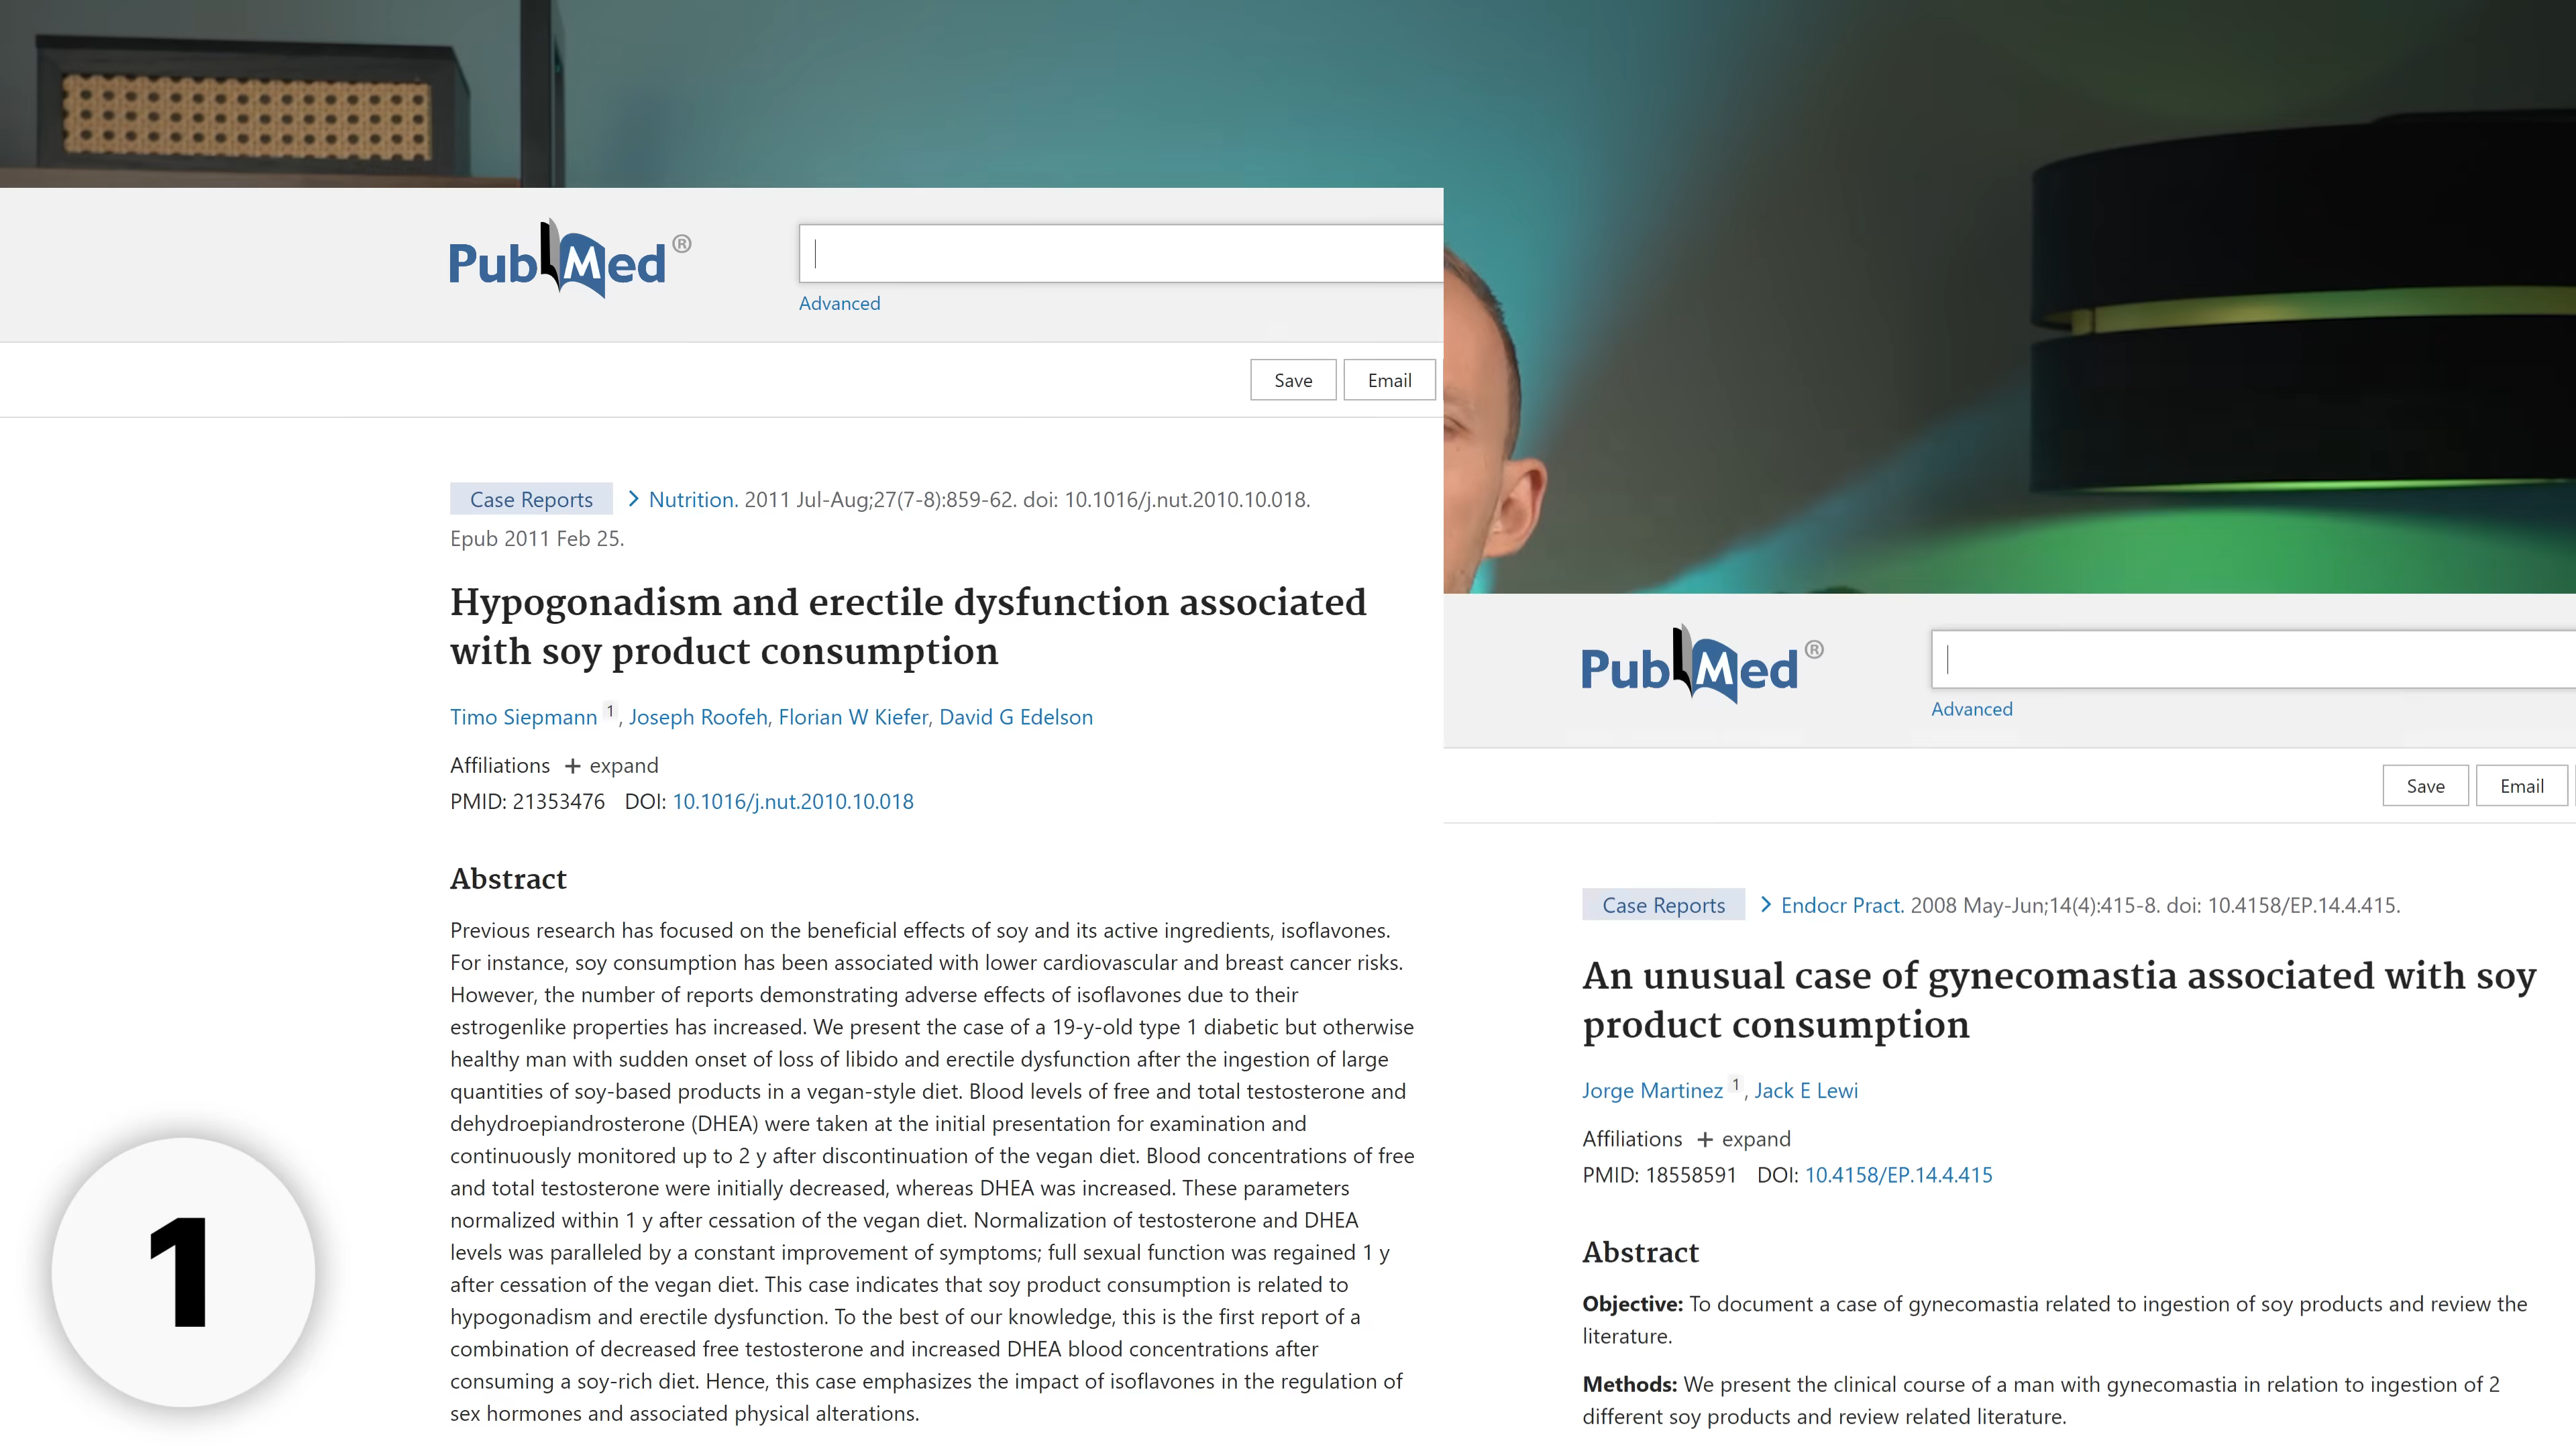 PubMed®
Advanced
Save
Email
Case Reports > Nutrition. 2011 Jul-Aug;27(7-8):859-62. doi: 10.1016/j.nut.2010.10.018.
Epub 2011 Feb 25.
Hypogonadism and erectile dysfunction associated
with soy product consumption
Timo Siepmann 1, Joseph Roofeh, Florian W Kiefer, David G Edelson
Affiliations + expand
PMID: 21353476 DOI: 10.1016/j.nut.2010.10.018
Abstract
Previous research has focused on the beneficial effects of soy and its active ingredients, isoflavones.
For instance, soy consumption has been associated with lower cardiovascular and breast cancer risks.
However, the number of reports demonstrating adverse effects of isoflavones due to their
estrogenlike properties has increased. We present the case of a 19-y-old type 1 diabetic but otherwise
healthy man with sudden onset of loss of libido and erectile dysfunction after the ingestion of large
quantities of soy-based products in a vegan-style diet. Blood levels of free and total testosterone and
dehydroepiandrosterone (DHEA) were taken at the initial presentation for examination and
continuously monitored up to 2 y after discontinuation of the vegan diet. Blood concentrations of free
and total testosterone were initially decreased, whereas DHEA was increased. These parameters
normalized within 1 y after cessation of the vegan diet. Normalization of testosterone and DHEA
levels was paralleled by a constant improvement of symptoms; full sexual function was regained 1 y
after cessation of the vegan diet. This case indicates that soy product consumption is related to
hypogonadism and erectile dysfunction. To the best of our knowledge, this is the first report of a
combination of decreased free testosterone and increased DHEA blood concentrations after
consuming a soy-rich diet. Hence, this case emphasizes the impact of isoflavones in the regulation of
sex hormones and associated physical alterations.
1
PubMed®
Advanced
Save
Email
Case Reports > Endocr Pract. 2008 May-Jun;14(4):415-8. doi: 10.4158/EP.14.4.415.
An unusual case of gynecomastia associated with soy
product consumption
Jorge Martinez 1, Jack E Lewi
Affiliations + expand
PMID: 18558591 DOI: 10.4158/EP.14.4.415
Abstract
Objective: To document a case of gynecomastia related to ingestion of soy products and review the
literature.
Methods: We present the clinical course of a man with gynecomastia in relation to ingestion of 2
different soy products and review related literature.